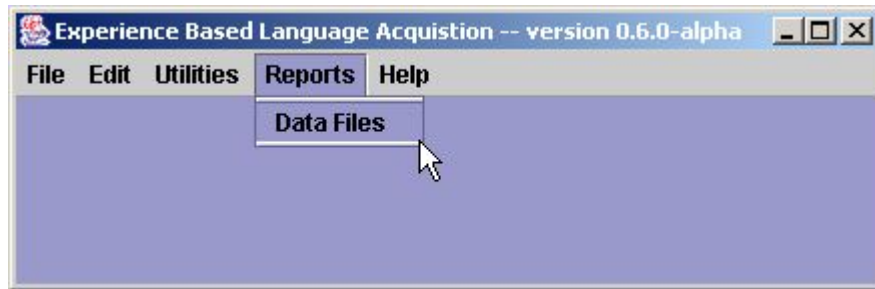 Experience Based Language Acquistion -- version 0.6.0-alpha
File Edit Utilities Reports Help
Data Files